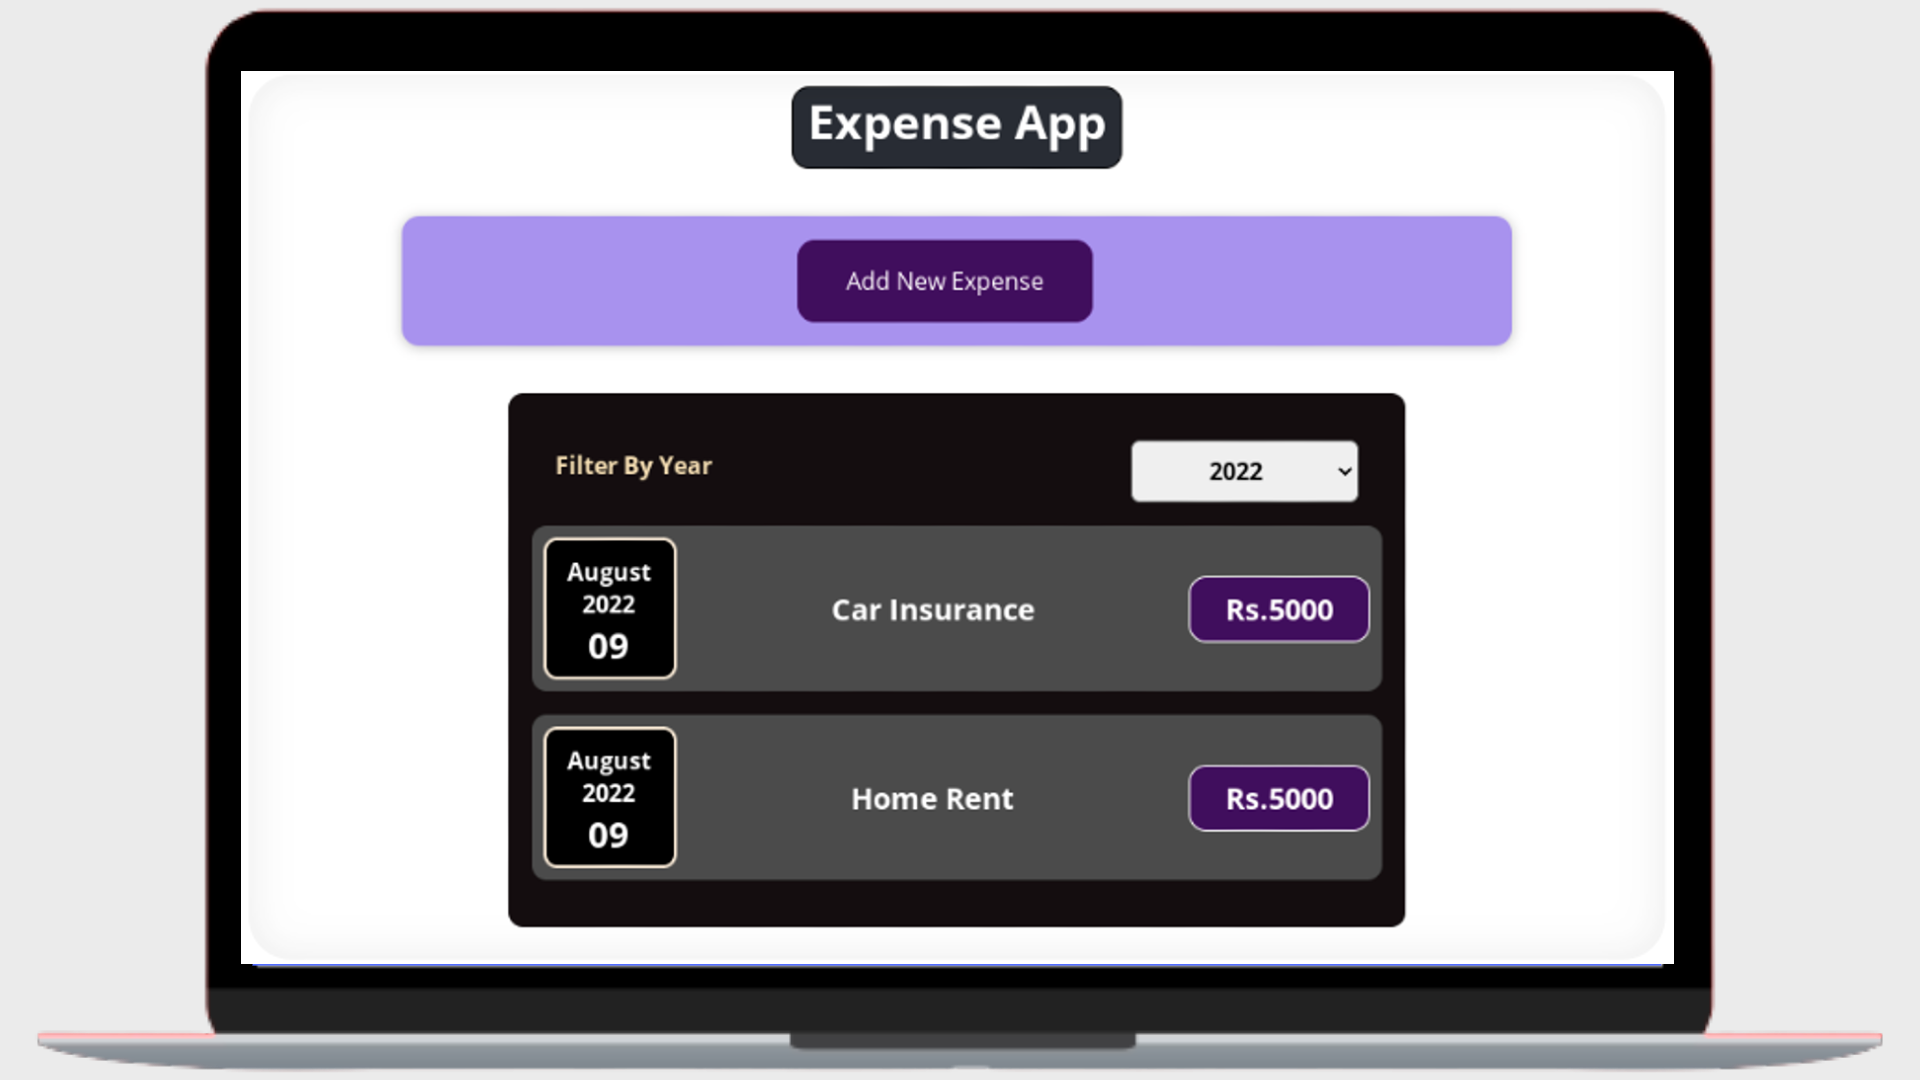 Expense App
Add New Expense
Filter By Year
2022
August
2022
09
Car Insurance
Rs.5000
August
2022
09
Home Rent
Rs.5000